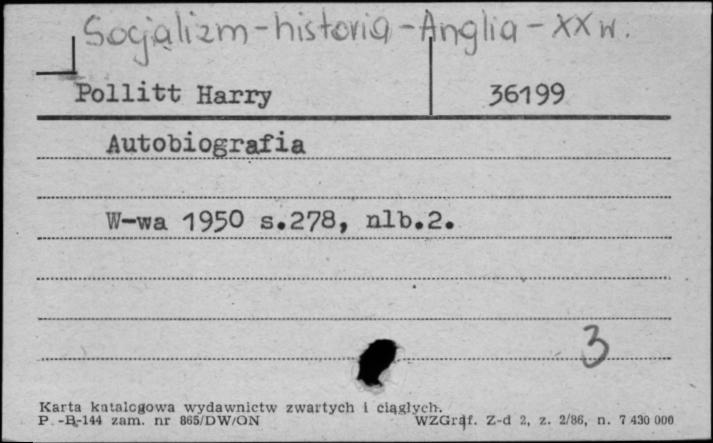 Socjalizm-historia-Anglia-XX w.
Pollitt Harry 36199
Autobiografia
W-wa 1950 s.278, nlb.2.
3
Karta katalogowa wydawnictw zwartych i ciągłych.
P.-B-144 zam. nr 865/DW/ON WZGraf. Z-d 2, z. 2/86, n. 7 430 000